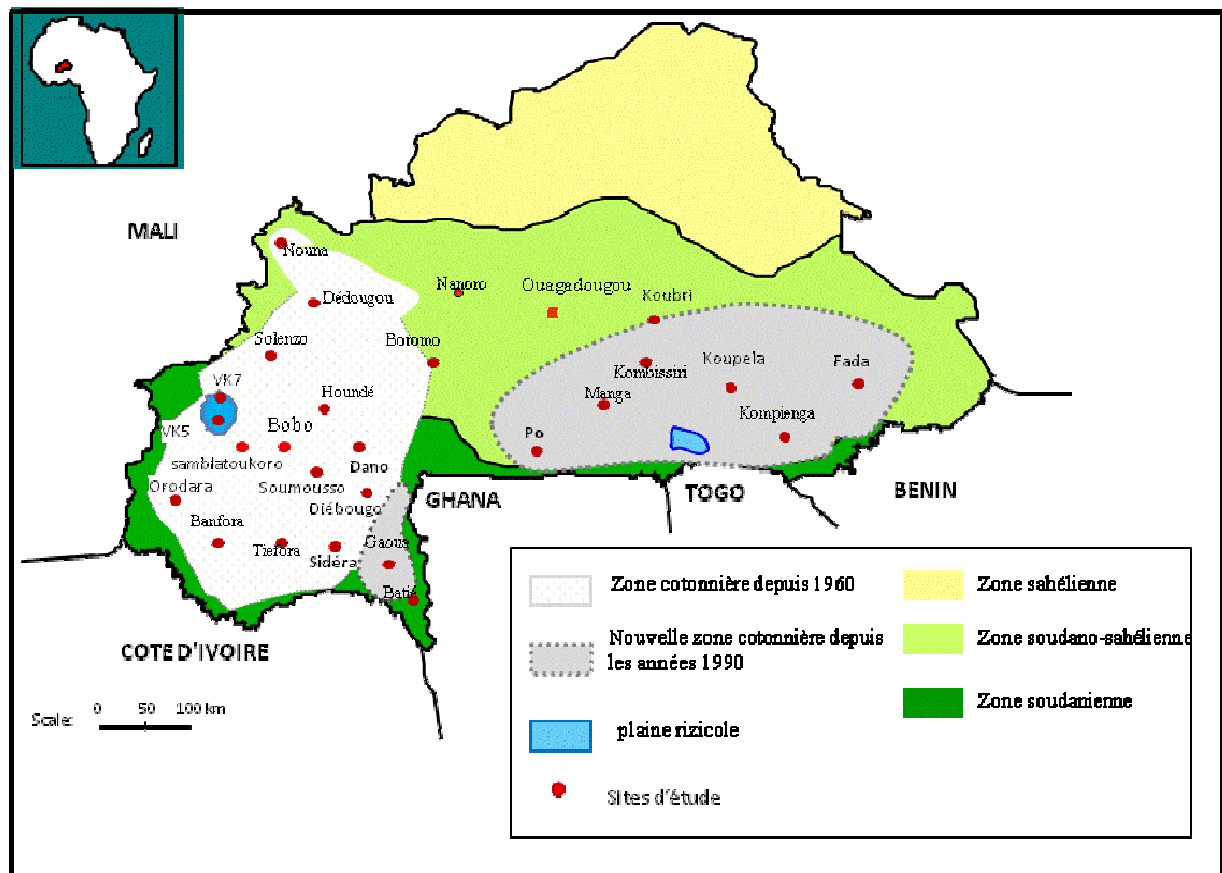 MALI
Nouna
Dédougou
Nanoro
Ouagadougou
Koubri
Solenzo
Boromo
Kombissiri
Koupela
Fada
VK7
Houndé
Manga
VK5
Bobo
Kompienga
Po
samblatoukoro
Dano
Orodara
Soumousso
Diébougo
GHANA
TOGO
BENIN
Banfora
Tiefora
Sidéra
Gaoua
Batié
COTE D'IVOIRE
Scale: 0 50 100 km
Zone cotonnière depuis 1960
Nouvelle zone cotonnière depuis
les années 1990
plaine rizicole
Sites d'étude
Zone sahélienne
Zone soudano-sahélienne
Zone soudanienne